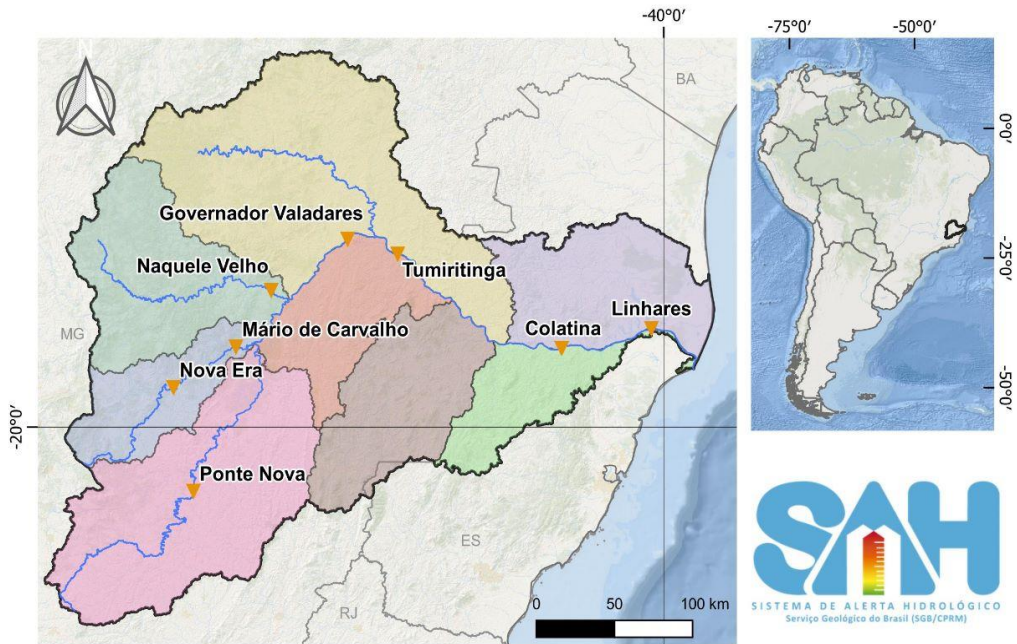 -40°0′
-75°0′
-50°0′
N
BA
0°0′
Governador Valadares
Tumiritinga
Naquele Velho
-25°0′
Linhares
MG
Mário de Carvalho
Colatina
Nova Era
-50°0′
-20°0′
Ponte Nova
ES
RJ
0 50 100 km
SAH
SISTEMA DE ALERTA HIDROLÓGICO
Serviço Geológico do Brasil (SGB/CPRM)